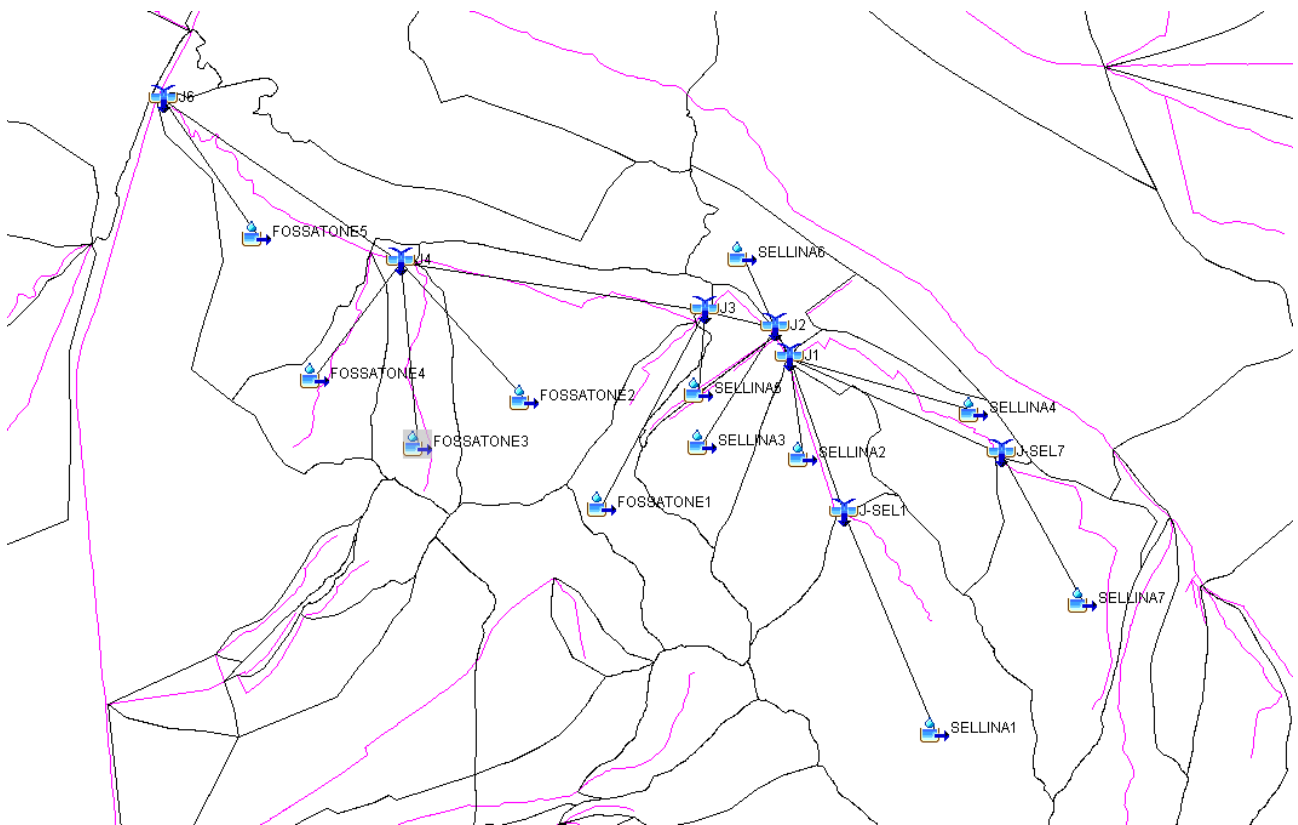 J6
FOSSATONE5
SELLINA6
J4
J3
J2
J1
FOSSATONE4
FOSSATONE2
SELLINA5
SELLINA4
FOSSATONE3
SELLINA3
SELLINA2
J-SEL7
FOSSATONE1
J-SEL1
SELLINA7
SELLINA1